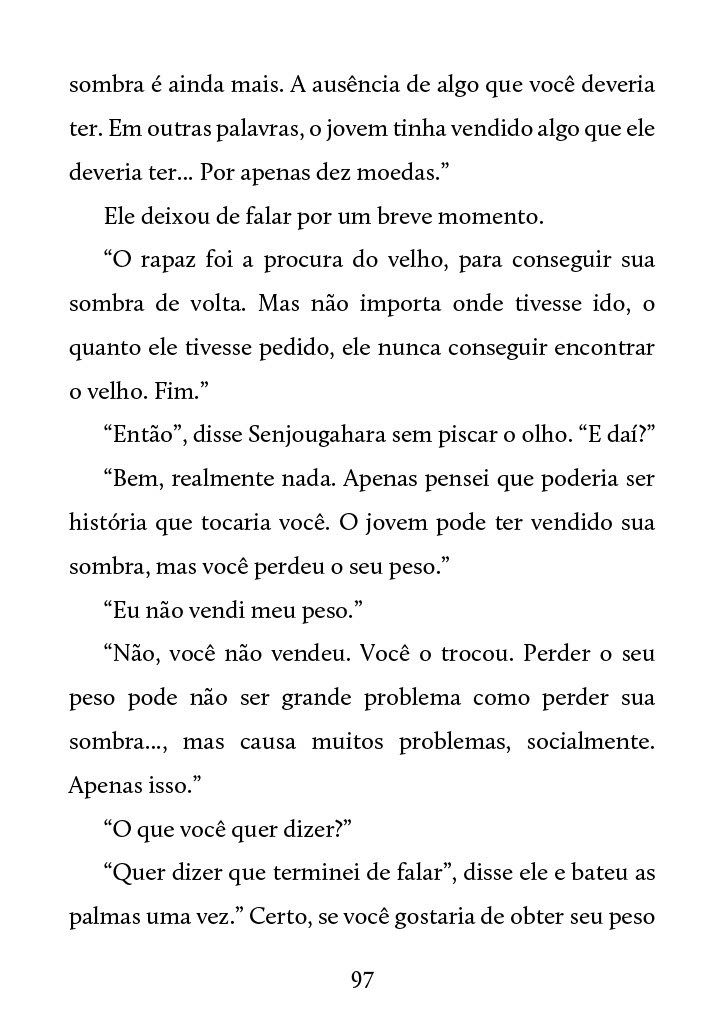 sombra é ainda mais. A ausência de algo que você deveria
ter. Em outras palavras, o jovem tinha vendido algo que ele
deveria ter... Por apenas dez moedas.”
Ele deixou de falar por um breve momento.
“O rapaz foi a procura do velho, para conseguir sua
sombra de volta. Mas não importa onde tivesse ido, o
quanto ele tivesse pedido, ele nunca conseguir encontrar
o velho. Fim.”
“Então”, disse Senjougahara sem piscar o olho. “E daí?”
“Bem, realmente nada. Apenas pensei que poderia ser
história que tocaria você. O jovem pode ter vendido sua
sombra, mas você perdeu o seu peso.”
“Eu não vendi meu peso.”
“Não, você não vendeu. Você o trocou. Perder o seu
peso pode não ser grande problema como perder sua
sombra..., mas causa muitos problemas, socialmente.
Apenas isso.”
“O que você quer dizer?”
“Quer dizer que terminei de falar”, disse ele e bateu as
palmas uma vez.” Certo, se você gostaria de obter seu peso
97